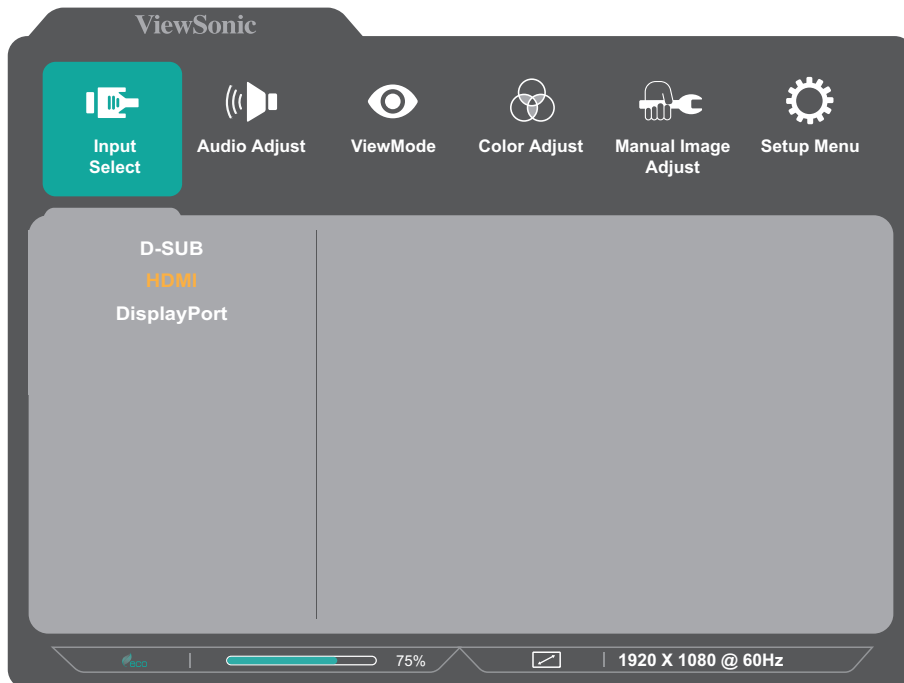 ViewSonic
Input
Select
Audio Adjust
ViewMode
Color Adjust
Manual Image
Adjust
Setup Menu
D-SUB
HDMI
DisplayPort
eco
75%
1920 X 1080 @ 60Hz